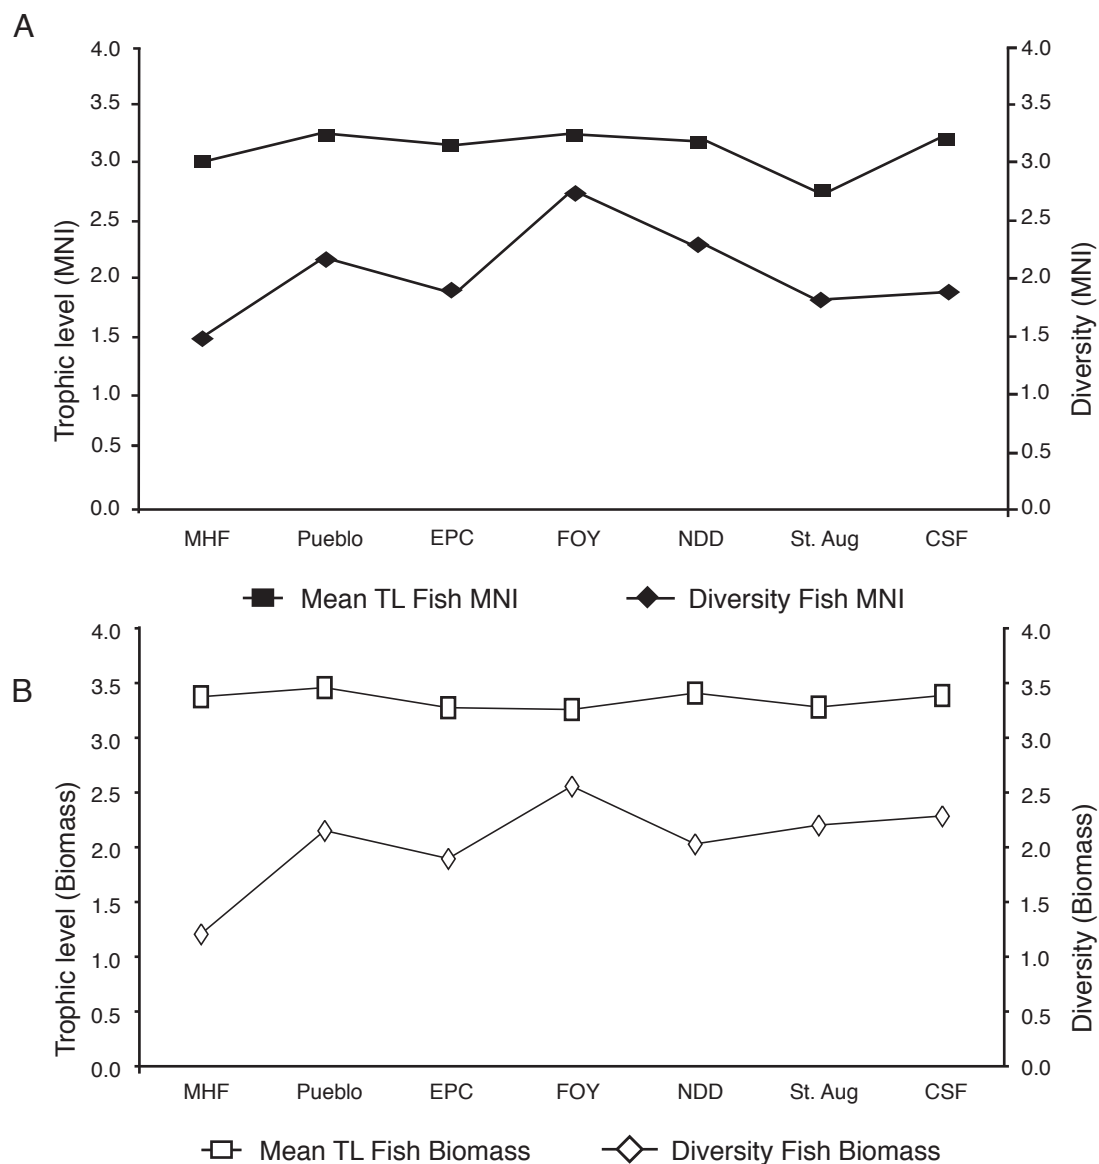 A
4.0 4.0
3.5 3.5
3.0 3.0
2.5 2.5
2.0 2.0
1.5 1.5
1.0 1.0
0.5 0.5
0.0 0.0
Trophic level (MNI)
Diversity (MNI)
MHF Pueblo EPC FOY NDD St. Aug CSF
Mean TL Fish MNI Diversity Fish MNI
B
4.0 4.0
3.5 3.5
3.0 3.0
2.5 2.5
2.0 2.0
1.5 1.5
1.0 1.0
0.5 0.5
0.0 0.0
Trophic level (Biomass)
Diversity (Biomass)
MHF Pueblo EPC FOY NDD St. Aug CSF
Mean TL Fish Biomass Diversity Fish Biomass